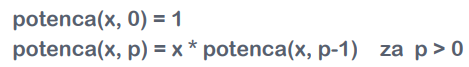 potenca(x, 0) = 1
potenca(x, p) = x * potenca(x, p-1)    za  p > 0